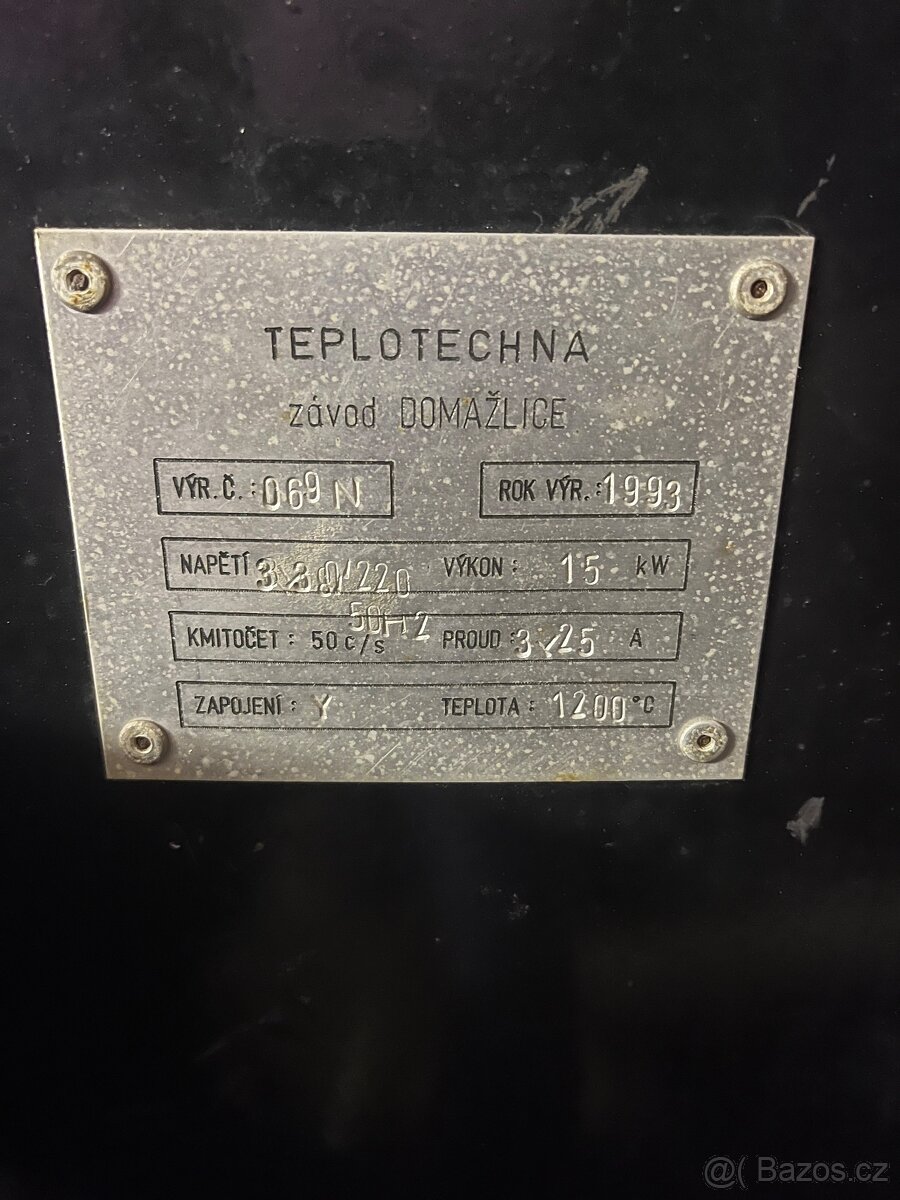 TEPLOTECHNA
závod DOMAŽLICE
VÝR. Č.: 069 N ROK VÝR.: 1993
NAPĚTÍ 3x380/220 VÝKON: 15 kW
50Hz
KMITOČET: 50 c/s PROUD: 3x25 A
ZAPOJENÍ: Y TEPLOTA: 1200 °C
@( Bazos.cz